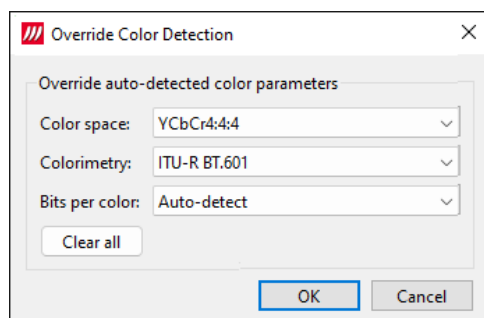 Override Color Detection
Override auto-detected color parameters
Color space: YCbCr4:4:4
Colorimetry: ITU-R BT.601
Bits per color: Auto-detect
Clear all
OK Cancel